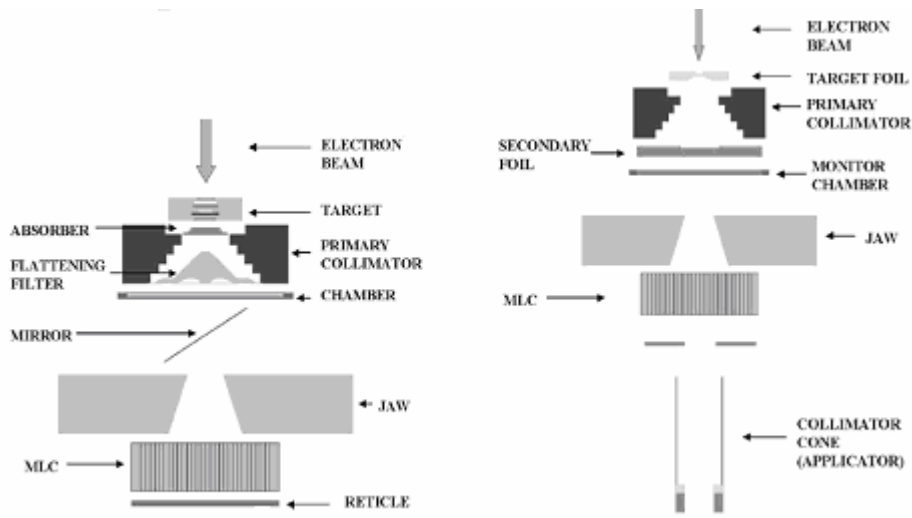 ELECTRON
BEAM
TARGET
ABSORBER
PRIMARY
COLLIMATOR
FLATTENING
FILTER
CHAMBER
MIRROR
JAW
MLC
RETICLE
ELECTRON
BEAM
TARGET FOIL
PRIMARY
COLLIMATOR
SECONDARY
FOIL
MONITOR
CHAMBER
JAW
MLC
COLLIMATOR
CONE
(APPLICATOR)